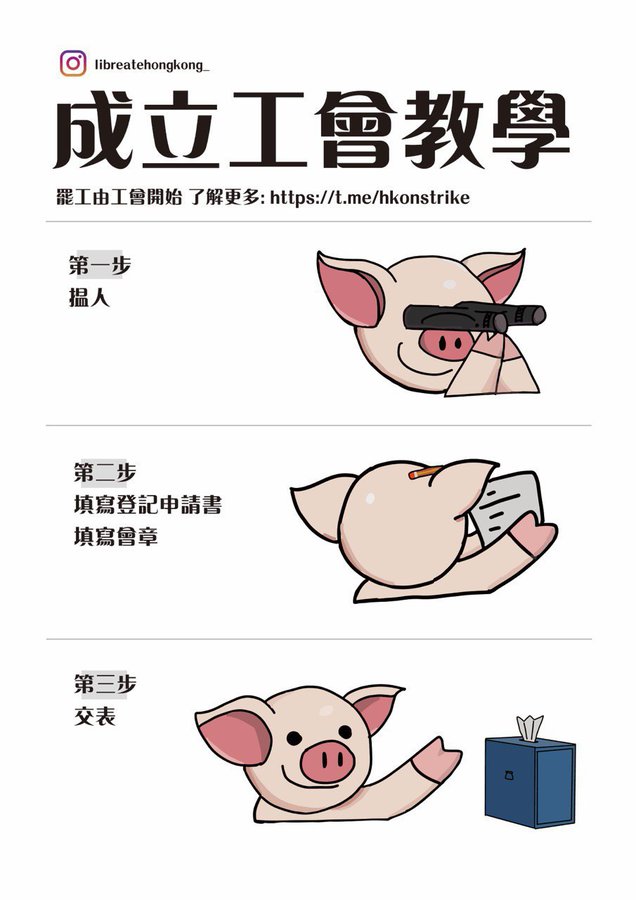 libreatehongkong_
成立工會教學
罷工由工會開始 了解更多: https://t.me/hkonstrike
第一步
搵人
第二步
填寫登記申請書
填寫會章
第三步
交表